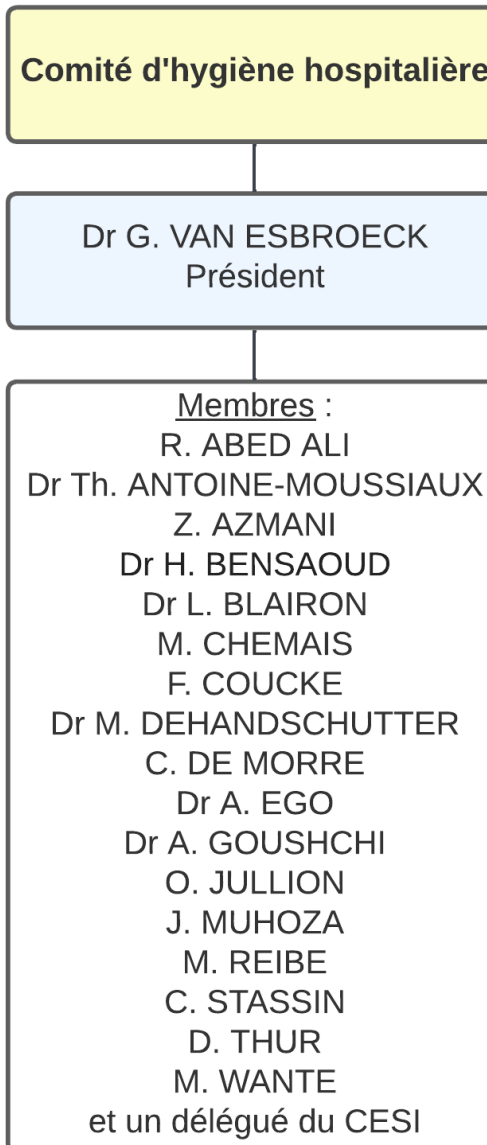 Comité d'hygiène hospitalière
Dr G. VAN ESBROECK
Président
Membres :
R. ABED ALI
Dr Th. ANTOINE-MOUSSIAUX
Z. AZMANI
Dr H. BENSAOUD
Dr L. BLAIRON
M. CHEMAIS
F. COUCKE
Dr M. DEHANDSCHUTTER
C. DE MORRE
Dr A. EGO
Dr A. GOUSHCHI
O. JULLION
J. MUHOZA
M. REIBE
C. STASSIN
D. THUR
M. WANTE
et un délégué du CESI